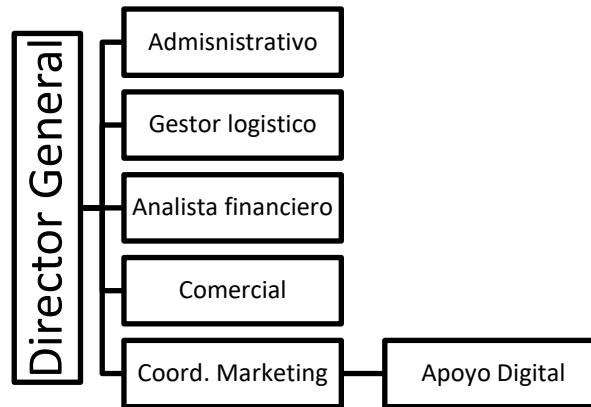 Director General
Admisnistrativo
Gestor logistico
Analista financiero
Comercial
Coord. Marketing
Apoyo Digital